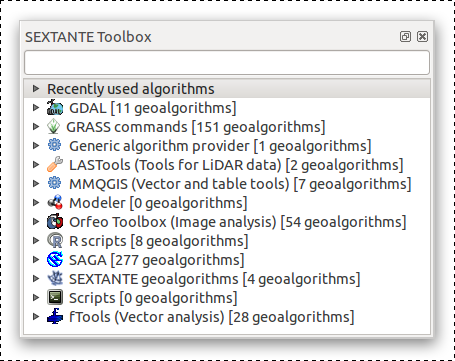 SEXTANTE Toolbox
Recently used algorithms
GDAL [11 geoalgorithms]
GRASS commands [151 geoalgorithms]
Generic algorithm provider [1 geoalgorithms]
LASTools (Tools for LiDAR data) [2 geoalgorithms]
MMQGIS (Vector and table tools) [7 geoalgorithms]
Modeler [0 geoalgorithms]
Orfeo Toolbox (Image analysis) [54 geoalgorithms]
R scripts [8 geoalgorithms]
SAGA [277 geoalgorithms]
SEXTANTE geoalgorithms [4 geoalgorithms]
Scripts [0 geoalgorithms]
fTools (Vector analysis) [28 geoalgorithms]